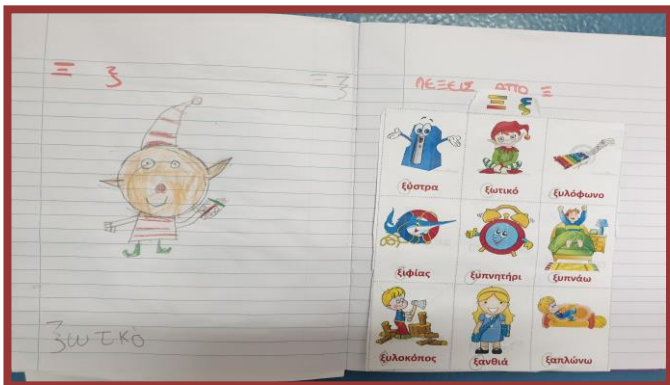 Ξ ξ
Ξ ξ
ξωτικό
ΛΕΞΕΙΣ ΑΠΟ Ξ
Ξ ξ
ξύστρα ξωτικό ξυλόφωνο
ξιφίας ξυπνητήρι ξυπνάω
ξυλοκόπος ξανθιά ξαπλώνω